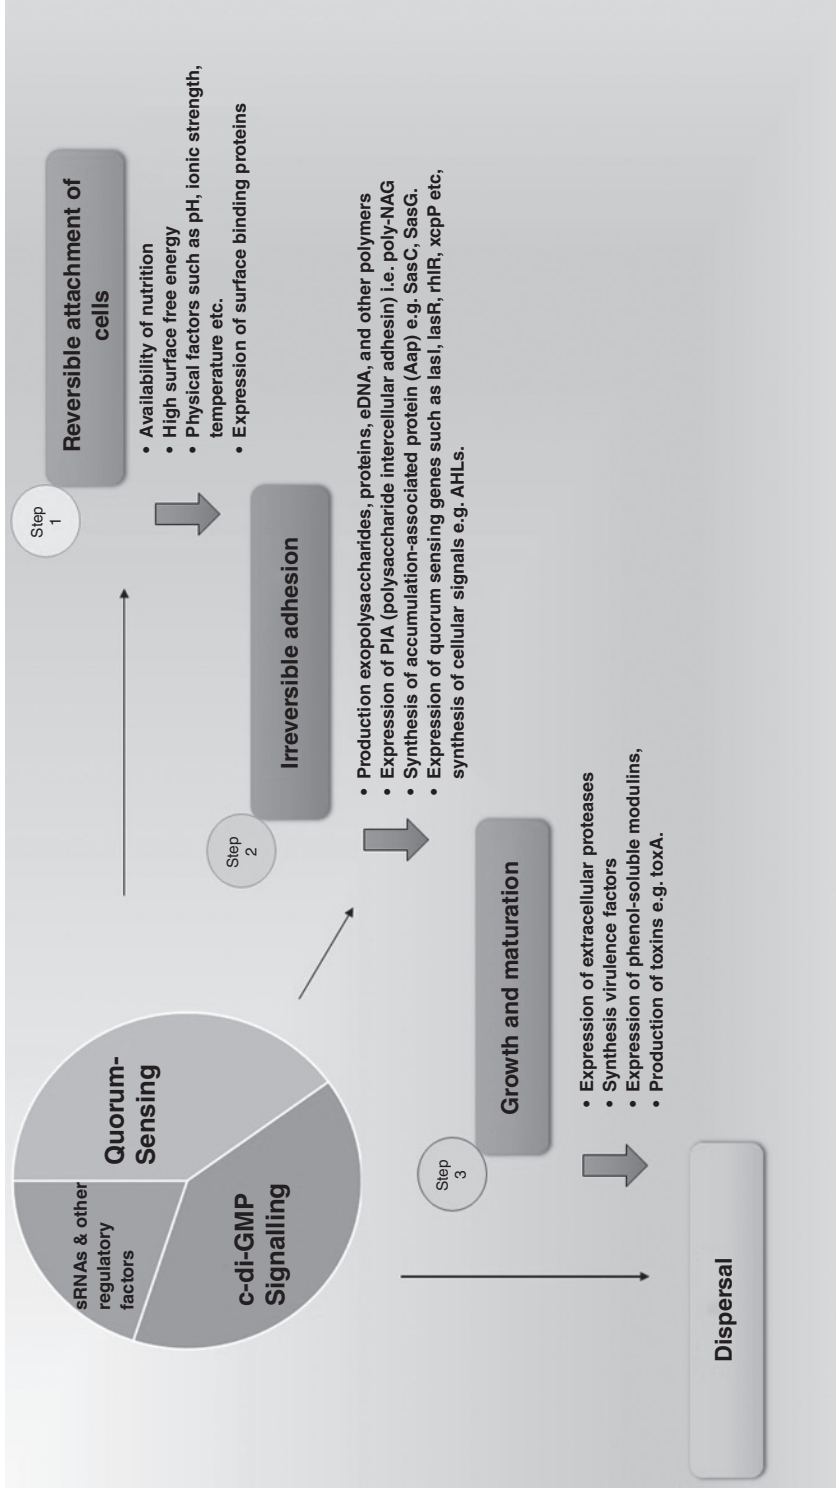 sRNAs & other
regulatory
factors
Quorum-
Sensing
c-di-GMP
Signalling
Step
1
Reversible attachment of
cells
• Availability of nutrition
• High surface free energy
• Physical factors such as pH, ionic strength,
temperature etc.
• Expression of surface binding proteins
Step
2
Irreversible adhesion
• Production exopolysaccharides, proteins, eDNA, and other polymers
• Expression of PIA (polysaccharide intercellular adhesin) i.e. poly-NAG
• Synthesis of accumulation-associated protein (Aap) e.g. SasC, SasG.
• Expression of quorum sensing genes such as lasI, lasR, rhlR, xcpP etc,
synthesis of cellular signals e.g. AHLs.
Step
3
Growth and maturation
• Expression of extracellular proteases
• Synthesis virulence factors
• Expression of phenol-soluble modulins,
• Production of toxins e.g. toxA.
Dispersal